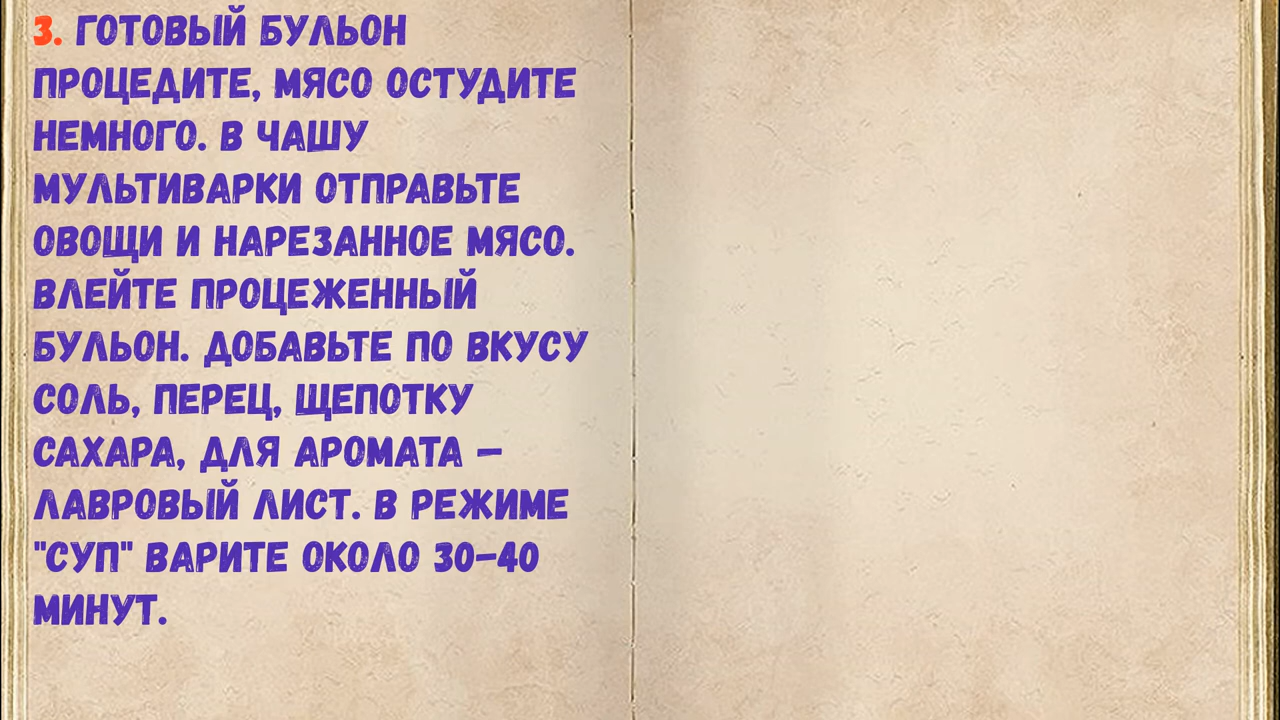 3. ГОТОВЫЙ БУЛЬОН
ПРОЦЕДИТЕ, МЯСО ОСТУДИТЕ
НЕМНОГО. В ЧАШУ
МУЛЬТИВАРКИ ОТПРАВЬТЕ
ОВОЩИ И НАРЕЗАННОЕ МЯСО.
ВЛЕЙТЕ ПРОЦЕЖЕННЫЙ
БУЛЬОН. ДОБАВЬТЕ ПО ВКУСУ
СОЛЬ, ПЕРЕЦ, ЩЕПОТКУ
САХАРА, ДЛЯ АРОМАТА –
ЛАВРОВЫЙ ЛИСТ. В РЕЖИМЕ
"СУП" ВАРИТЕ ОКОЛО 30-40
МИНУТ.